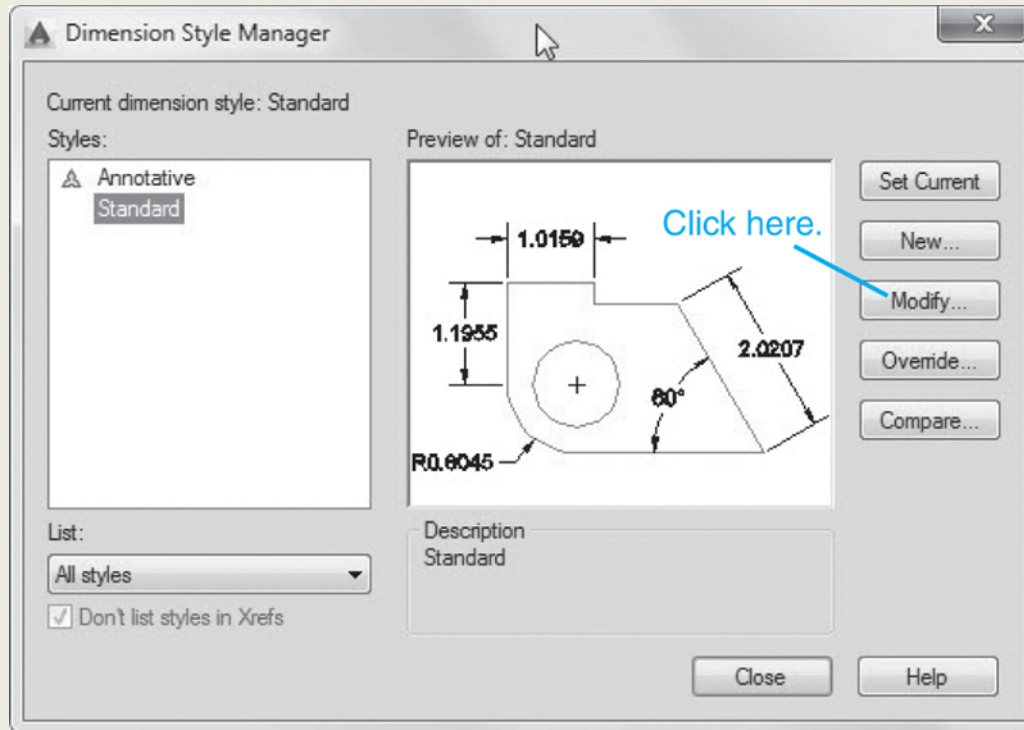 Dimension Style Manager
Current dimension style: Standard
Styles:
Annotative
Standard
List:
All styles
Don't list styles in Xrefs
Preview of: Standard
1.0159
1.1955
2.0207
60°
R0.6045
Click here.
Description
Standard
Set Current
New...
Modify...
Override...
Compare...
Close
Help